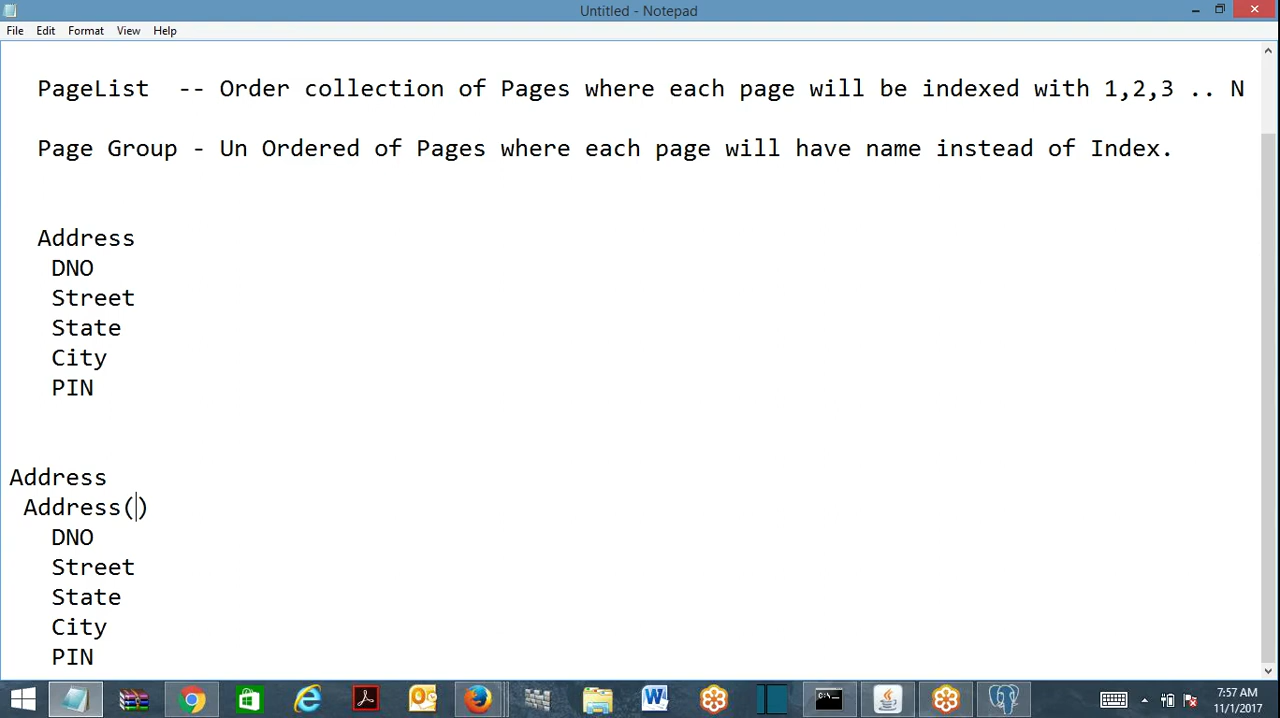 Untitled - Notepad
File Edit Format View Help
PageList -- Order collection of Pages where each page will be indexed with 1,2,3 .. N
Page Group - Un Ordered of Pages where each page will have name instead of Index.
Address
DNO
Street
State
City
PIN
Address
Address()
DNO
Street
State
City
PIN
7:57 AM
11/1/2017